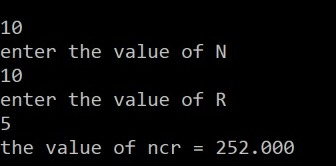 10
enter the value of N
10
enter the value of R
5
the value of ncr = 252.000